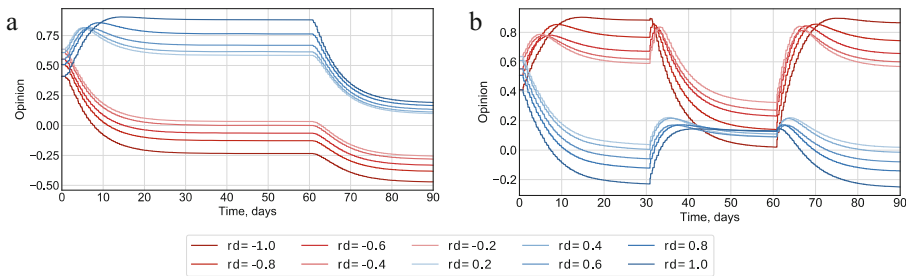 a
0.75
0.50
0.25
0.00
−0.25
−0.50
Opinion
0 10 20 30 40 50 60 70 80 90
Time, days
b
0.8
0.6
0.4
0.2
0.0
−0.2
Opinion
0 10 20 30 40 50 60 70 80 90
Time, days
rd= -1.0 rd= -0.6 rd= -0.2 rd= 0.4 rd= 0.8
rd= -0.8 rd= -0.4 rd= 0.2 rd= 0.6 rd= 1.0